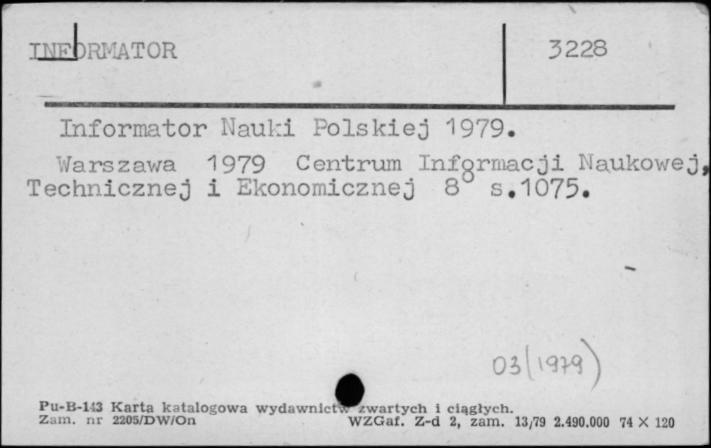 INFORMATOR 3228
Informator Nauki Polskiej 1979.
Warszawa 1979 Centrum Informacji Naukowej,
Technicznej i Ekonomicznej 8° s.1075.
03(1979)
Pu-B-143 Karta katalogowa wydawnictw zwartych i ciągłych.
Zam. nr 2205/DW/On WZGaf. Z-d 2, zam. 13/79 2.490.000 74 X 120